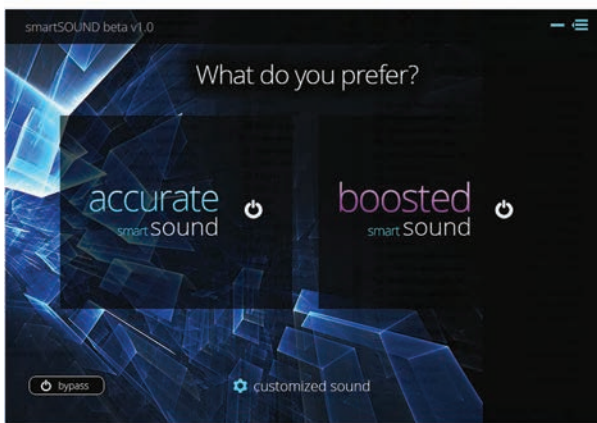 smartSOUND beta v1.0
What do you prefer?
accurate
smart sound
boosted
smart sound
bypass
customized sound